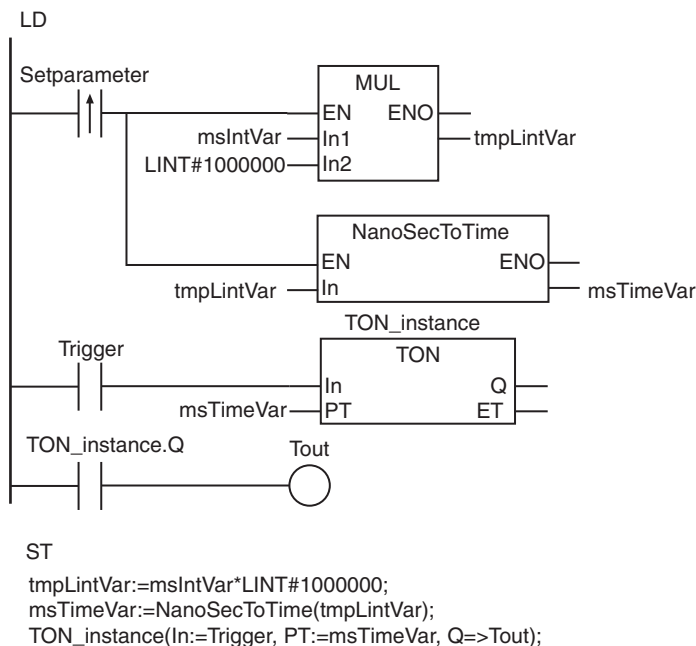 LD
Setparameter
MUL
EN ENO
msIntVar In1 tmpLintVar
LINT#1000000 In2
NanoSecToTime
EN ENO
tmpLintVar In msTimeVar
TON_instance
Trigger TON
In Q
msTimeVar PT ET
TON_instance.Q Tout
ST
tmpLintVar:=msIntVar*LINT#1000000;
msTimeVar:=NanoSecToTime(tmpLintVar);
TON_instance(In:=Trigger, PT:=msTimeVar, Q=>Tout);